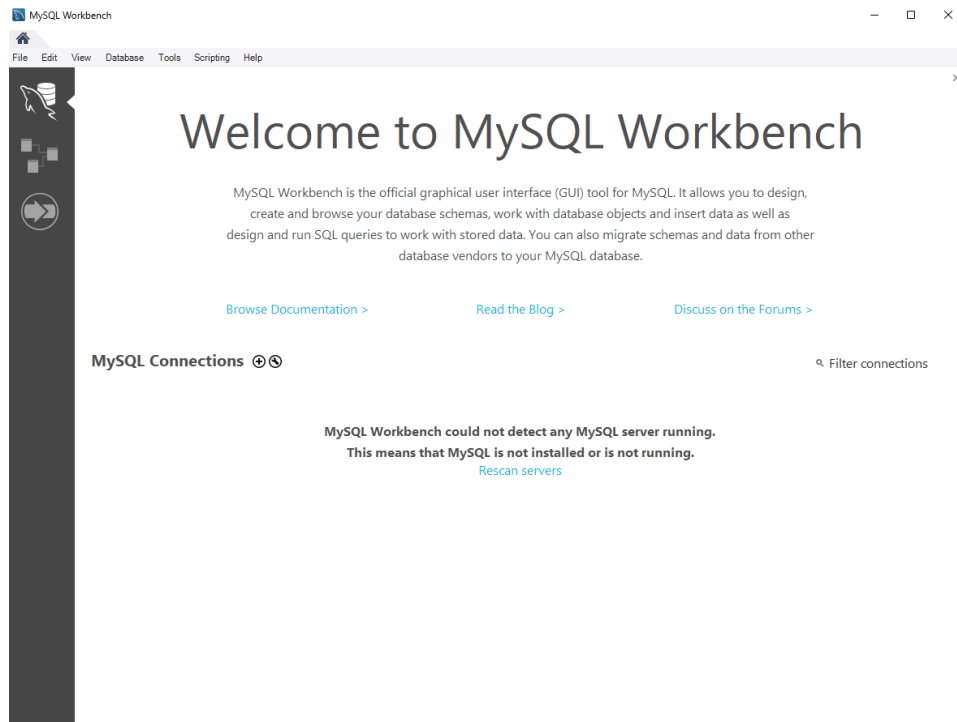 MySQL Workbench
File Edit View Database Tools Scripting Help
Welcome to MySQL Workbench
MySQL Workbench is the official graphical user interface (GUI) tool for MySQL. It allows you to design,
create and browse your database schemas, work with database objects and insert data as well as
design and run SQL queries to work with stored data. You can also migrate schemas and data from other
database vendors to your MySQL database.
Browse Documentation > Read the Blog > Discuss on the Forums >
MySQL Connections Filter connections
MySQL Workbench could not detect any MySQL server running.
This means that MySQL is not installed or is not running.
Rescan servers